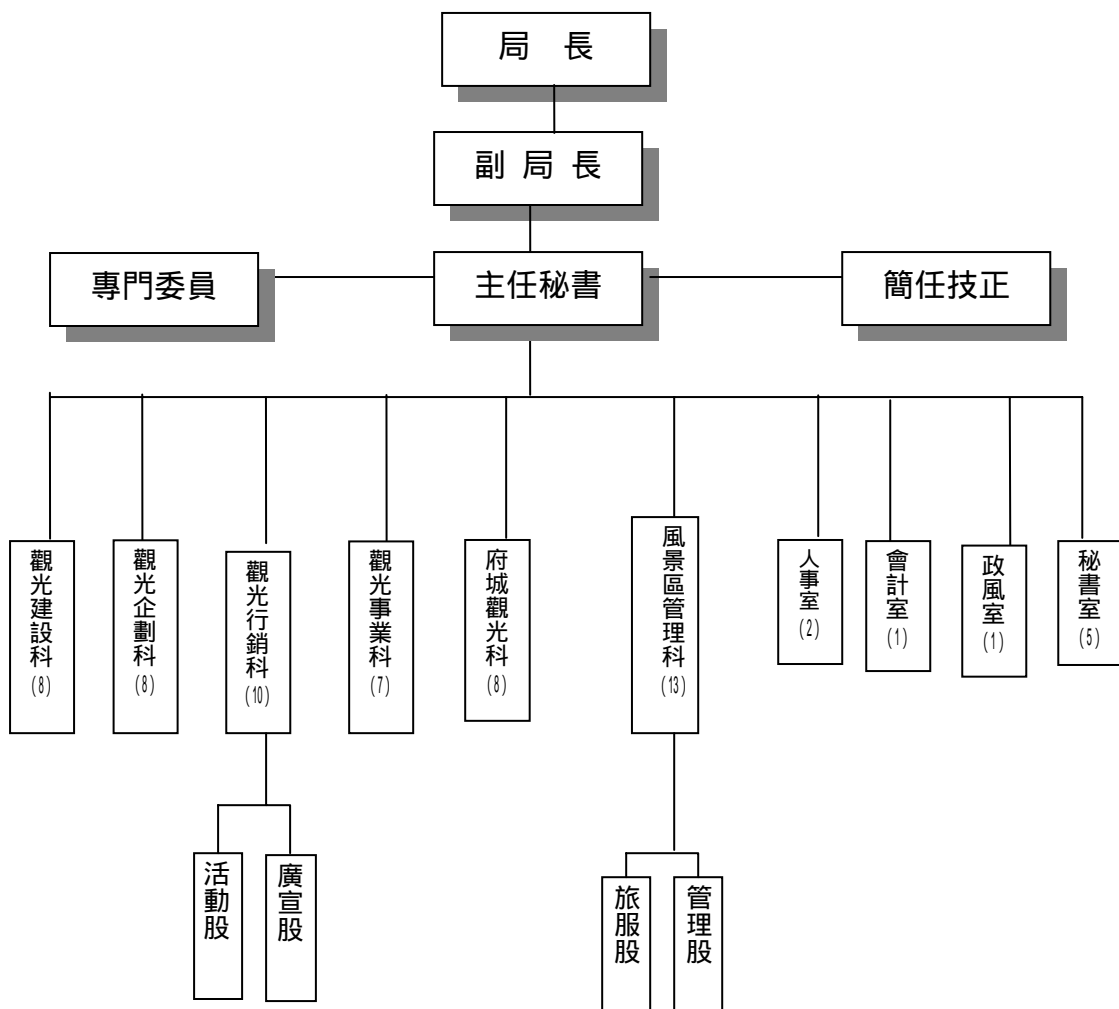 局 長
副 局 長
專門委員
主任秘書
簡任技正
觀光建設科(8)
觀光企劃科(8)
觀光行銷科(10)
觀光事業科(7)
府城觀光科(8)
風景區管理科(13)
人事室(2)
會計室(1)
政風室(1)
秘書室(5)
活動股
廣宣股
旅服股
管理股